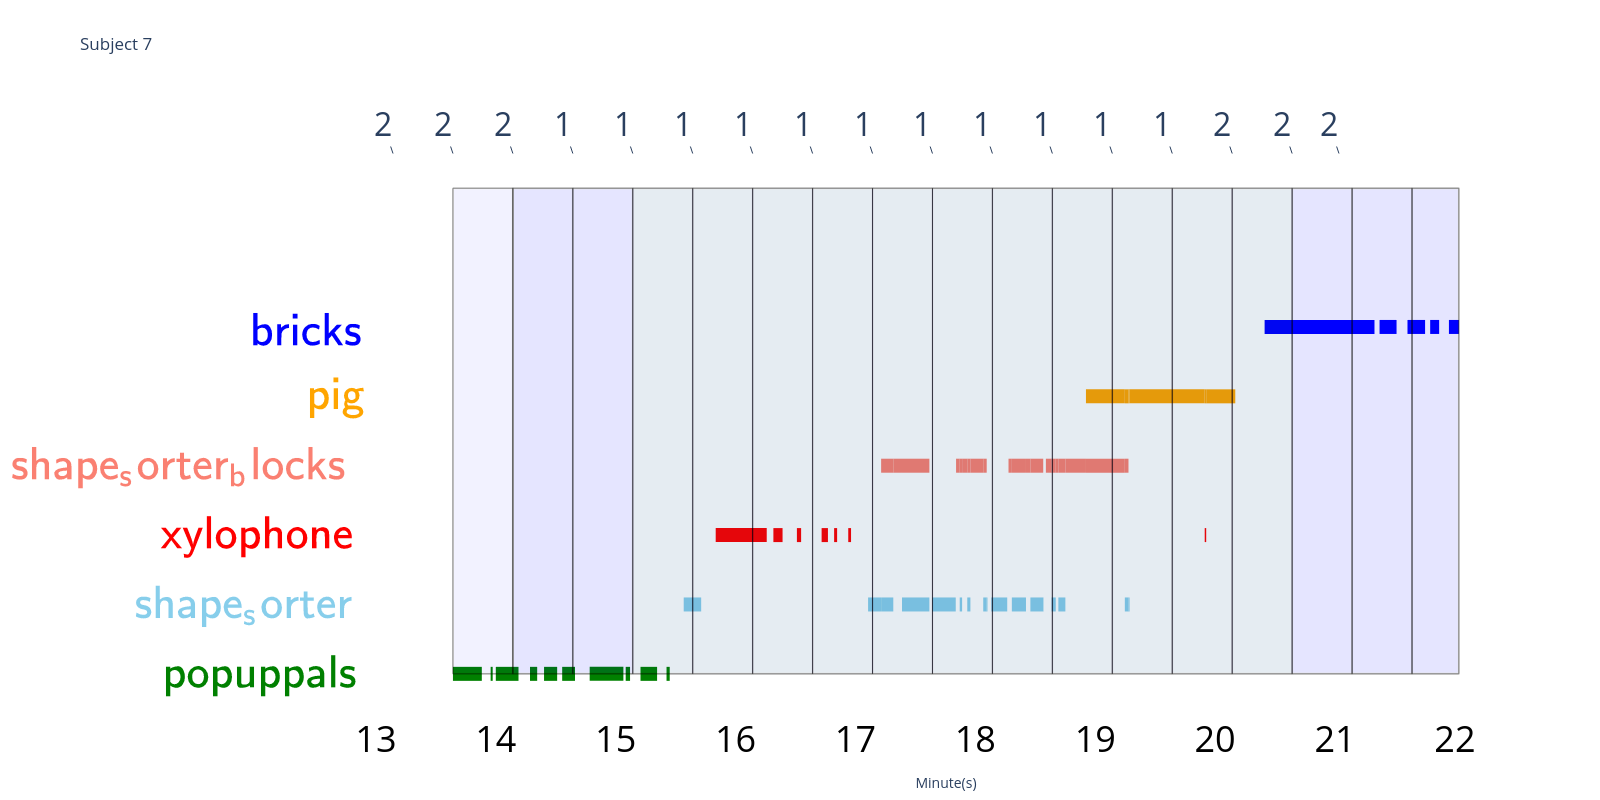 Subject 7
2 2 2 1 1 1 1 1 1 1 1 1 1 1 2 2 2
bricks
pig
shapesorterblocks
xylophone
shapesorter
popuppals
13 14 15 16 17 18 19 20 21 22
Minute(s)